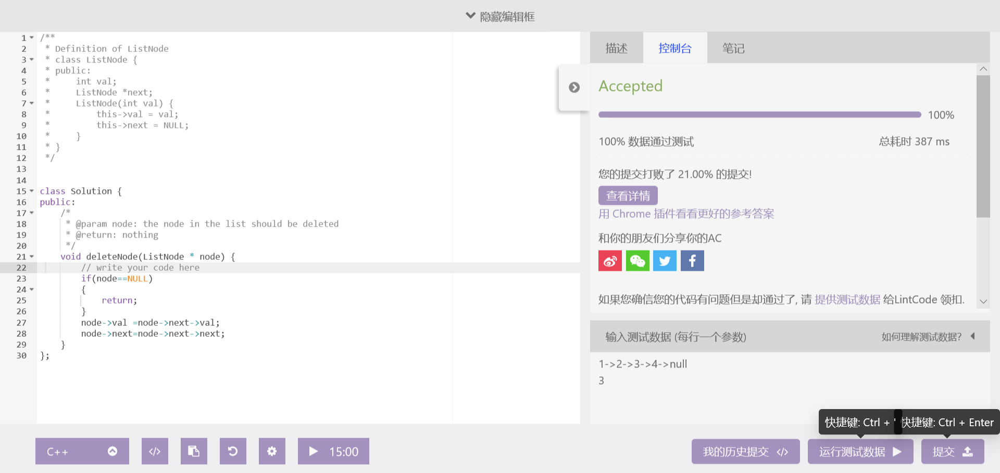 隐藏编辑框
1 /**
2 * Definition of ListNode
3 * class ListNode {
4 * public:
5 *     int val;
6 *     ListNode *next;
7 *     ListNode(int val) {
8 *         this->val = val;
9 *         this->next = NULL;
10 *     }
11 * }
12 */
13
14
15 class Solution {
16 public:
17     /*
18      * @param node: the node in the list should be deleted
19      * @return: nothing
20      */
21     void deleteNode(ListNode * node) {
22         // write your code here
23         if(node==NULL)
24         {
25             return;
26         }
27         node->val =node->next->val;
28         node->next=node->next->next;
29     }
30 };
描述 控制台 笔记
Accepted
100%
100% 数据通过测试 总耗时 387 ms
您的提交打败了 21.00% 的提交!
查看详情
用 Chrome 插件看看更好的参考答案
和你的朋友们分享你的AC
如果您确信您的代码有问题但是却通过了, 请 提供测试数据 给LintCode 领扣.
输入测试数据 (每行一个参数) 如何理解测试数据?
1->2->3->4->null
3
快捷键: Ctrl + ' 快捷键: Ctrl + Enter
C++ </> 15:00 我的历史提交 </> 运行测试数据 提交